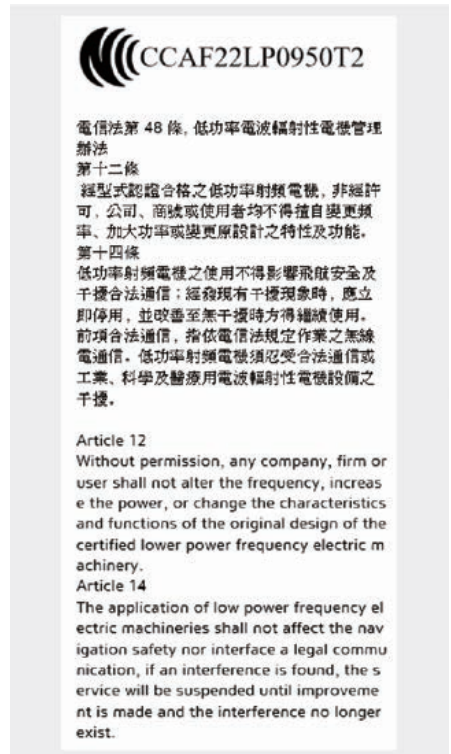 CCAF22LP0950T2
電信法第 48 條, 低功率電波輻射性電機管理
辦法
第十二條
經型式認證合格之低功率射頻電機, 非經許
可, 公司、商號或使用者均不得擅自變更頻
率、加大功率或變更原設計之特性及功能。
第十四條
低功率射頻電機之使用不得影響飛航安全及
干擾合法通信；經發現有干擾現象時, 應立
即停用, 並改善至無干擾時方得繼續使用。
前項合法通信, 指依電信法規定作業之無線
電通信。低功率射頻電機須忍受合法通信或
工業、科學及醫療用電波輻射性電機設備之
干擾。
Article 12
Without permission, any company, firm or
user shall not alter the frequency, increas
e the power, or change the characteristics
and functions of the original design of the
certified lower power frequency electric m
achinery.
Article 14
The application of low power frequency el
ectric machineries shall not affect the nav
igation safety nor interface a legal commu
nication, if an interference is found, the s
ervice will be suspended until improveme
nt is made and the interference no longer
exist.